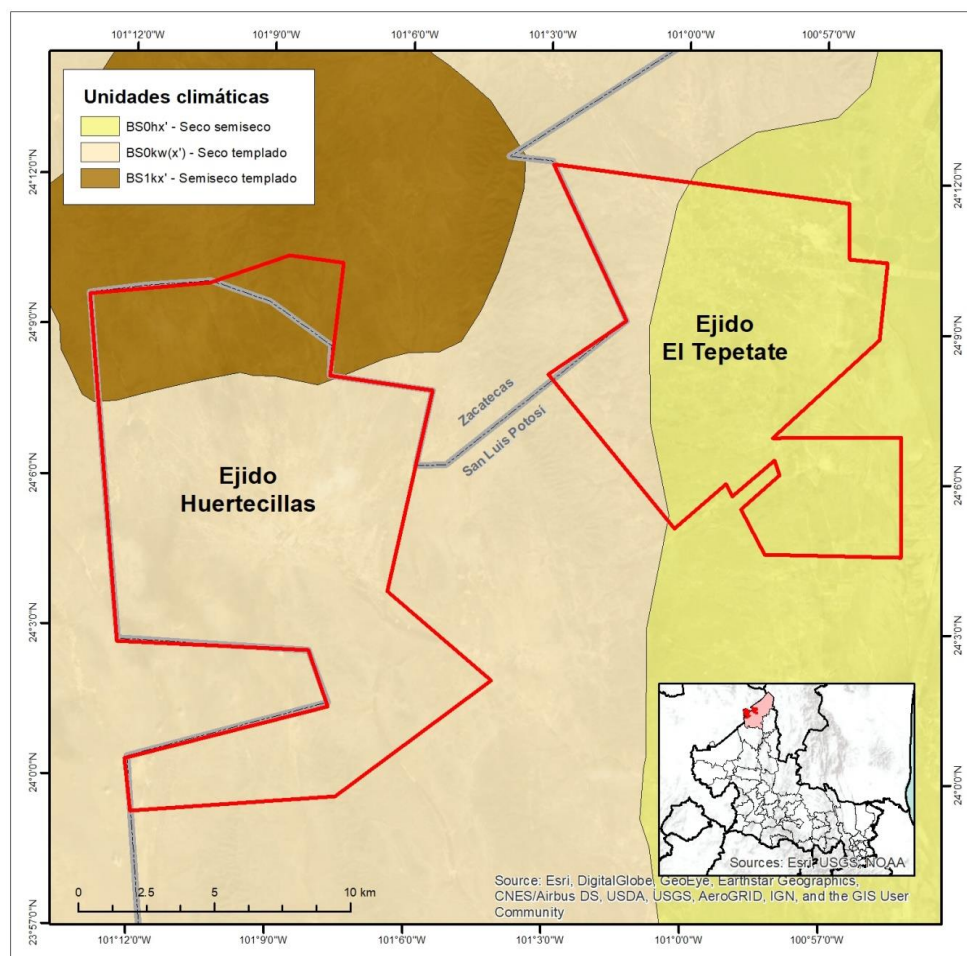 101°12'0"W 101°9'0"W 101°6'0"W 101°3'0"W 101°0'0"W 100°57'0"W
Unidades climáticas
BS0hx' - Seco semiseco
BS0kw(x') - Seco templado
BS1kx' - Semiseco templado
24°12'0"N
24°12'0"N
24°9'0"N
24°9'0"N
Ejido
El Tepetate
Zacatecas
San Luis Potosí
Ejido
Huertecillas
24°6'0"N
24°6'0"N
24°3'0"N
24°3'0"N
24°0'0"N
24°0'0"N
Sources: Esri, USGS, NOAA
0 2.5 5 10 km
Source: Esri, DigitalGlobe, GeoEye, Earthstar Geographics,
CNES/Airbus DS, USDA, USGS, AeroGRID, IGN, and the GIS User
Community
23°57'0"N
101°12'0"W 101°9'0"W 101°6'0"W 101°3'0"W 101°0'0"W 100°57'0"W